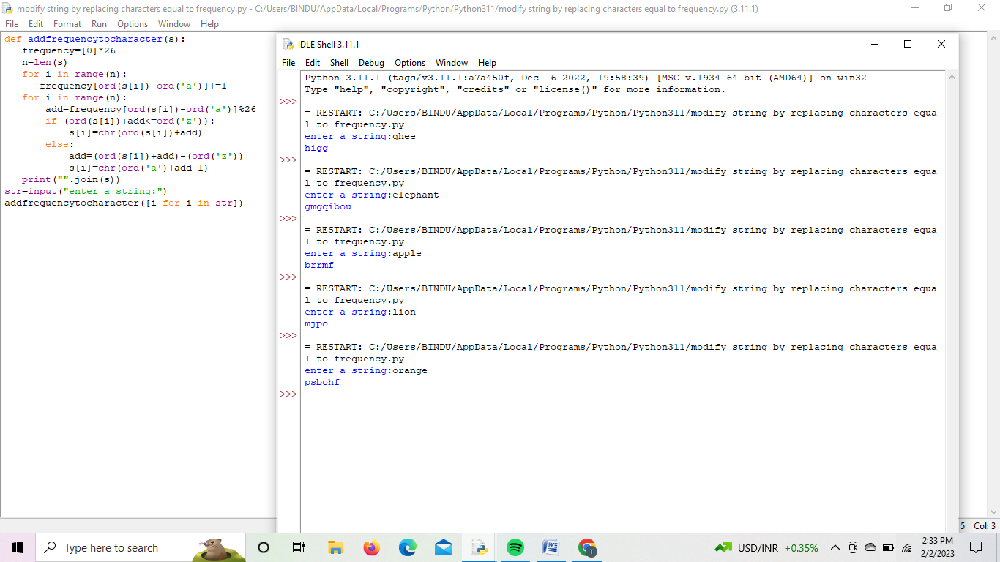 modify string by replacing characters equal to frequency.py - C:/Users/BINDU/AppData/Local/Programs/Python/Python311/modify string by replacing characters equal to frequency.py (3.11.1)
File Edit Format Run Options Window Help
def addfrequencytocharacter(s):
   frequency=[0]*26
   n=len(s)
   for i in range(n):
      frequency[ord(s[i])-ord('a')]+=1
   for i in range(n):
       add=frequency[ord(s[i])-ord('a')]%26
       if (ord(s[i])+add<=ord('z')):
           s[i]=chr(ord(s[i])+add)
       else:
           add=(ord(s[i])+add)-(ord('z'))
           s[i]=chr(ord('a')+add-1)
   print("".join(s))
str=input("enter a string:")
addfrequencytocharacter([i for i in str])
IDLE Shell 3.11.1
File Edit Shell Debug Options Window Help
Python 3.11.1 (tags/v3.11.1:a7a450f, Dec  6 2022, 19:58:39) [MSC v.1934 64 bit (AMD64)] on win32
Type "help", "copyright", "credits" or "license()" for more information.
>>>
= RESTART: C:/Users/BINDU/AppData/Local/Programs/Python/Python311/modify string by replacing characters equa
l to frequency.py
enter a string:ghee
higg
>>>
= RESTART: C:/Users/BINDU/AppData/Local/Programs/Python/Python311/modify string by replacing characters equa
l to frequency.py
enter a string:elephant
gmgqibou
>>>
= RESTART: C:/Users/BINDU/AppData/Local/Programs/Python/Python311/modify string by replacing characters equa
l to frequency.py
enter a string:apple
brrmf
>>>
= RESTART: C:/Users/BINDU/AppData/Local/Programs/Python/Python311/modify string by replacing characters equa
l to frequency.py
enter a string:lion
mjpo
>>>
= RESTART: C:/Users/BINDU/AppData/Local/Programs/Python/Python311/modify string by replacing characters equa
l to frequency.py
enter a string:orange
psbohf
>>>
5 Col: 3
Type here to search
T
USD/INR +0.35%
2:33 PM
2/2/2023